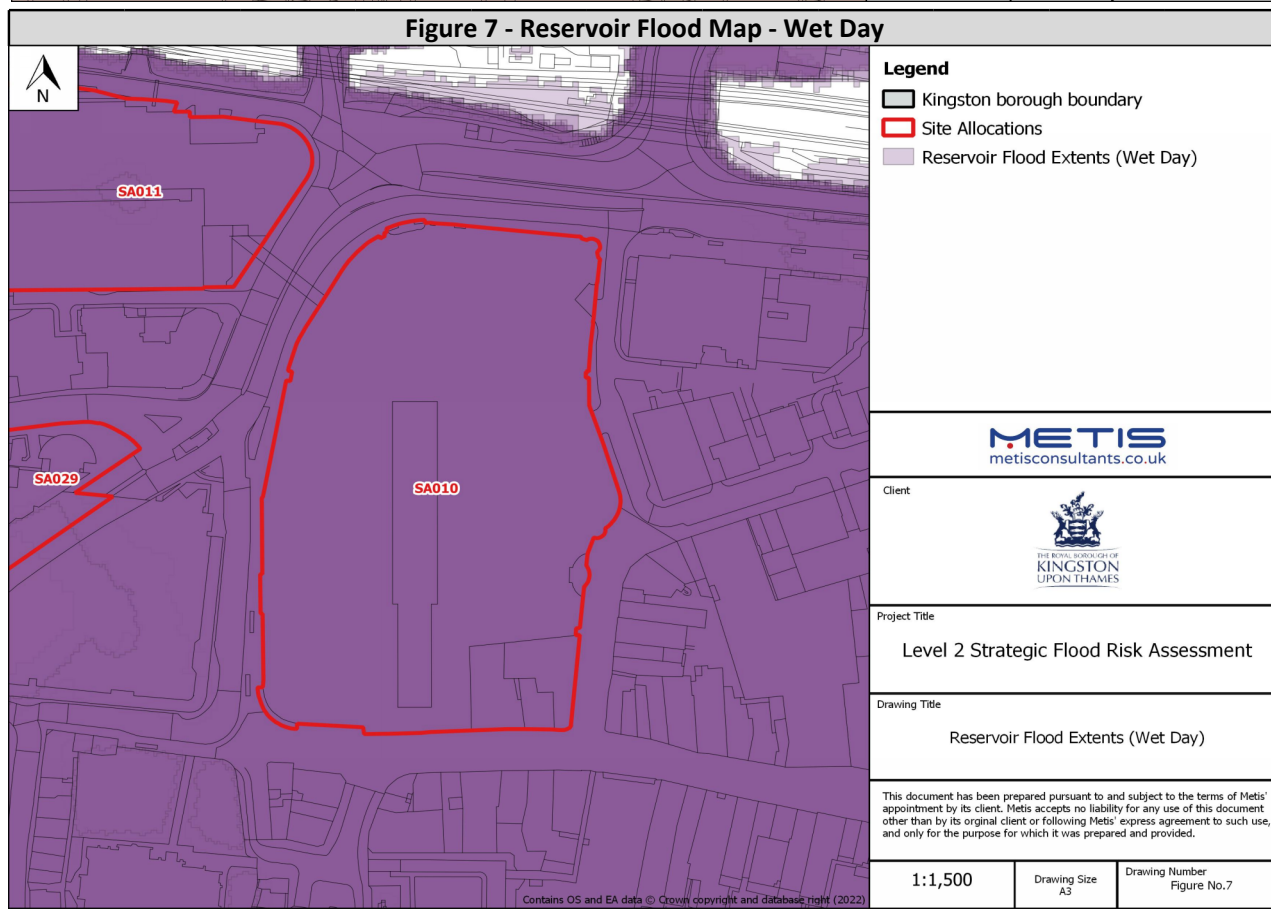 Figure 7 - Reservoir Flood Map - Wet Day
N
SA011
SA029
SA010
Contains OS and EA data © Crown copyright and database right (2022)
Legend
Kingston borough boundary
Site Allocations
Reservoir Flood Extents (Wet Day)
METIS
metisconsultants.co.uk
Client
THE ROYAL BOROUGH OF
KINGSTON
UPON THAMES
Project Title
Level 2 Strategic Flood Risk Assessment
Drawing Title
Reservoir Flood Extents (Wet Day)
This document has been prepared pursuant to and subject to the terms of Metis'
appointment by its client. Metis accepts no liability for any use of this document
other than by its orginal client or following Metis' express agreement to such use,
and only for the purpose for which it was prepared and provided.
1:1,500
Drawing Size
A3
Drawing Number
Figure No.7